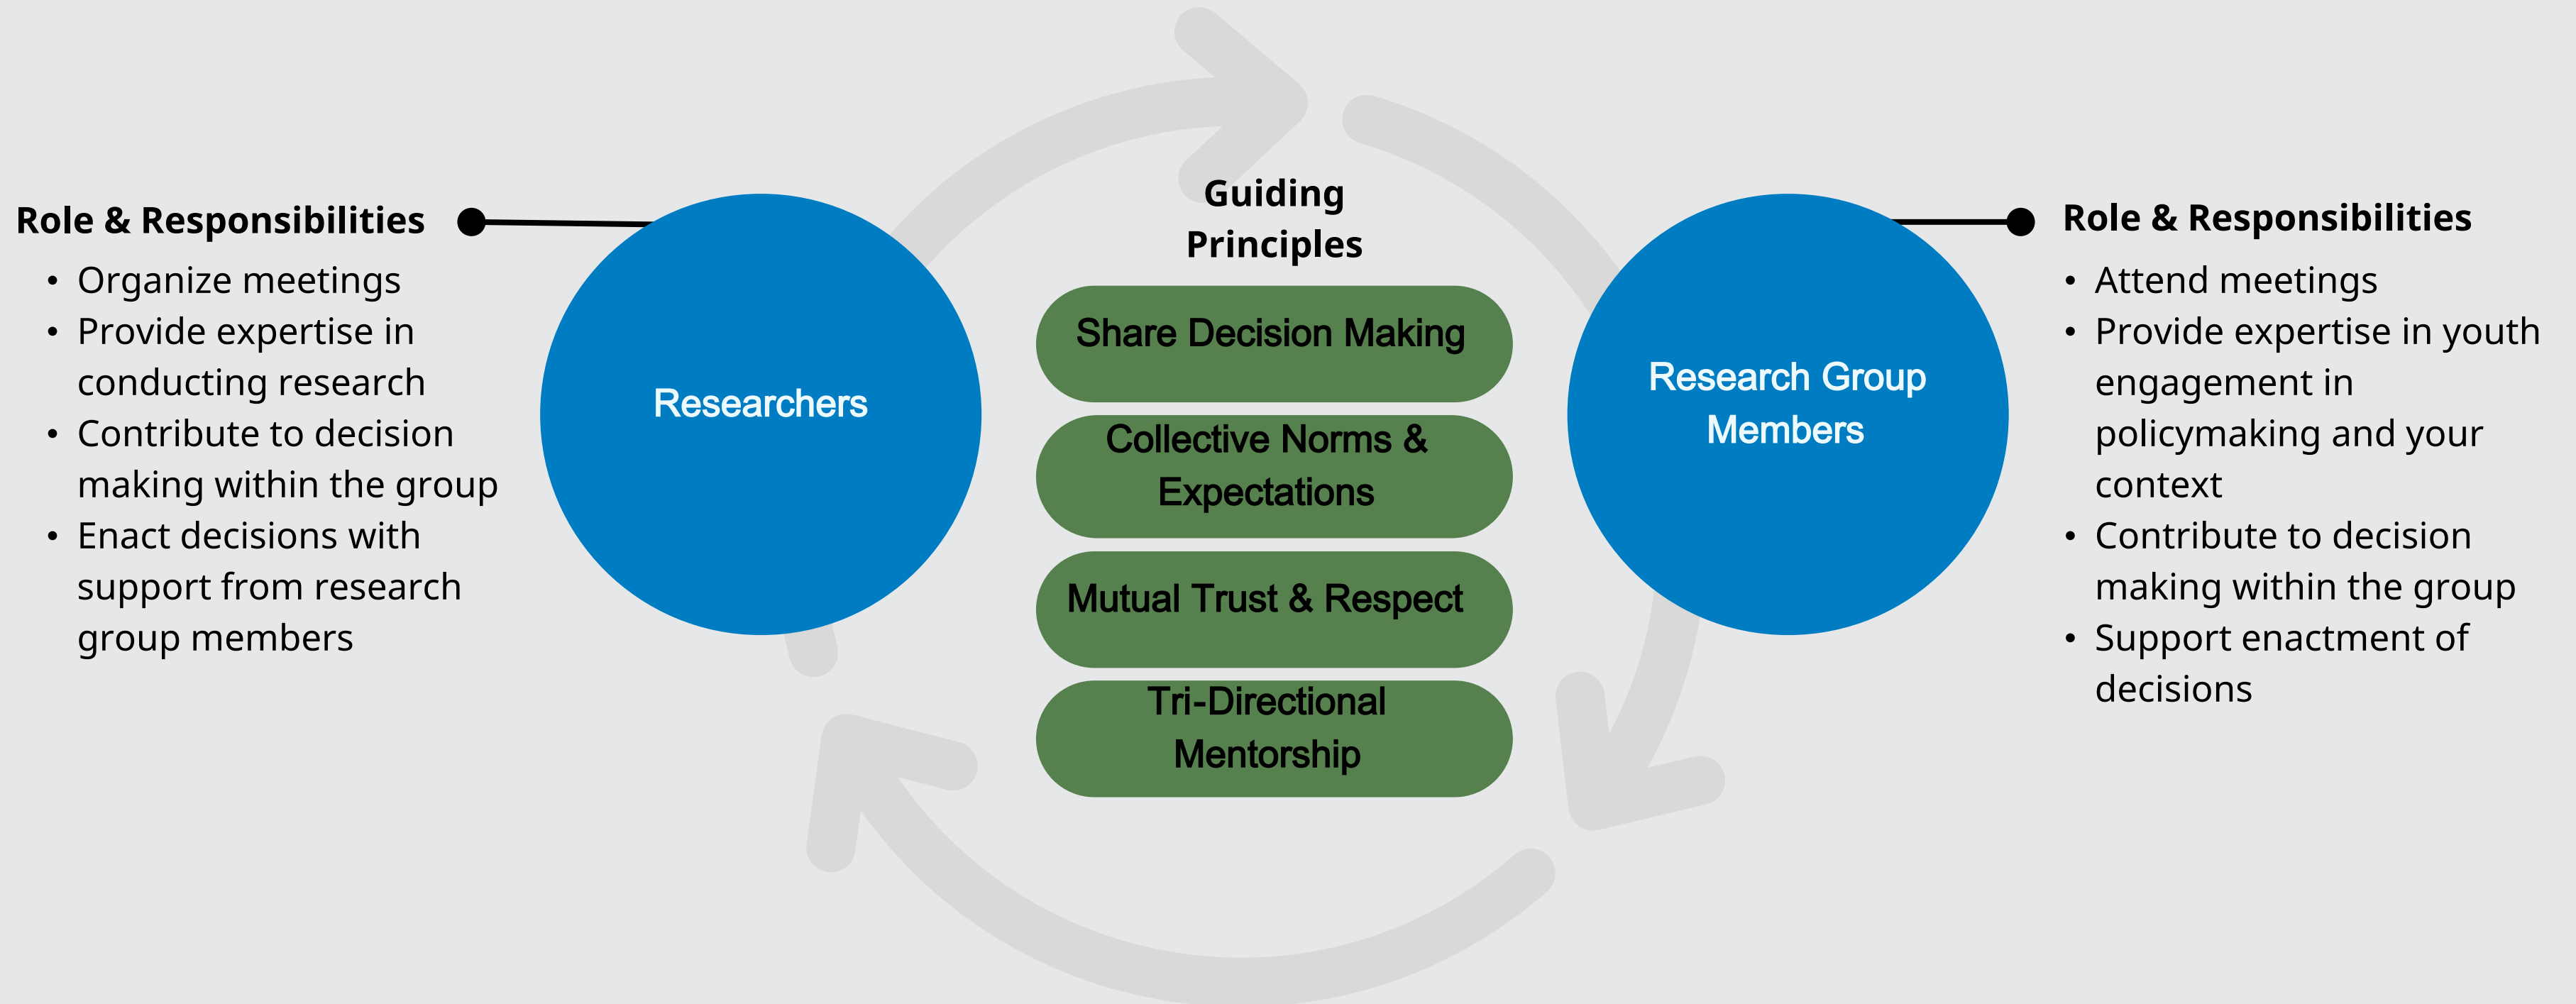 Role & Responsibilities
• Organize meetings
• Provide expertise in
conducting research
• Contribute to decision
making within the group
• Enact decisions with
support from research
group members
Researchers
Guiding
Principles
Share Decision Making
Collective Norms &
Expectations
Mutual Trust & Respect
Tri-Directional
Mentorship
Research Group
Members
Role & Responsibilities
• Attend meetings
• Provide expertise in youth
engagement in
policymaking and your
context
• Contribute to decision
making within the group
• Support enactment of
decisions